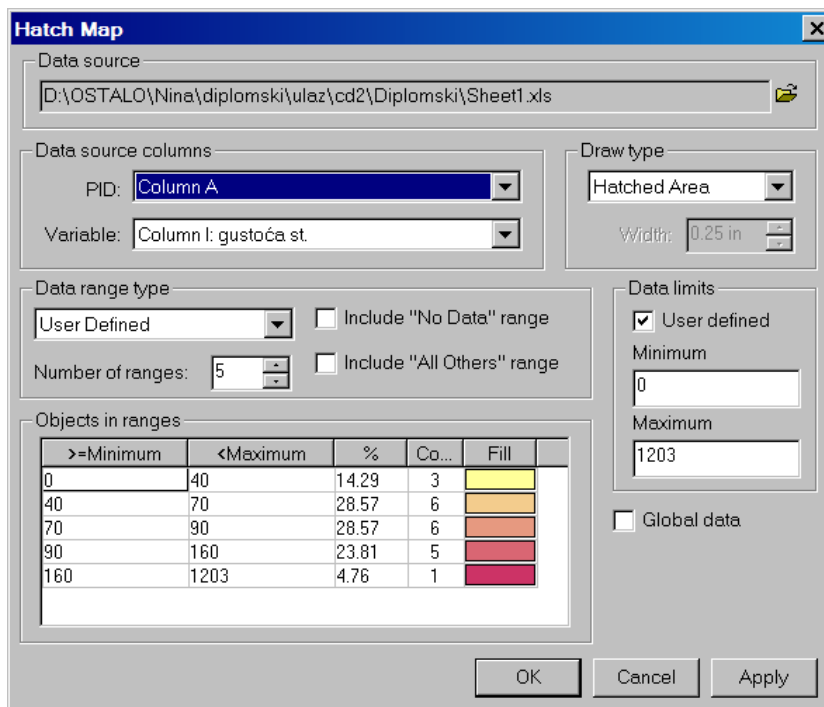 Hatch Map
Data source
D:\OSTALO\Nina\diplomski\ulaz\cd2\Diplomski\Sheet1.xls
Data source columns
PID: Column A
Variable: Column I: gustoća st.
Draw type
Hatched Area
Width: 0.25 in
Data range type
User Defined
Include "No Data" range
Number of ranges: 5
Include "All Others" range
Data limits
User defined
Minimum
0
Maximum
1203
Global data
Objects in ranges
>=Minimum <Maximum % Co... Fill
0 40 14.29 3
40 70 28.57 6
70 90 28.57 6
90 160 23.81 5
160 1203 4.76 1
OK Cancel Apply